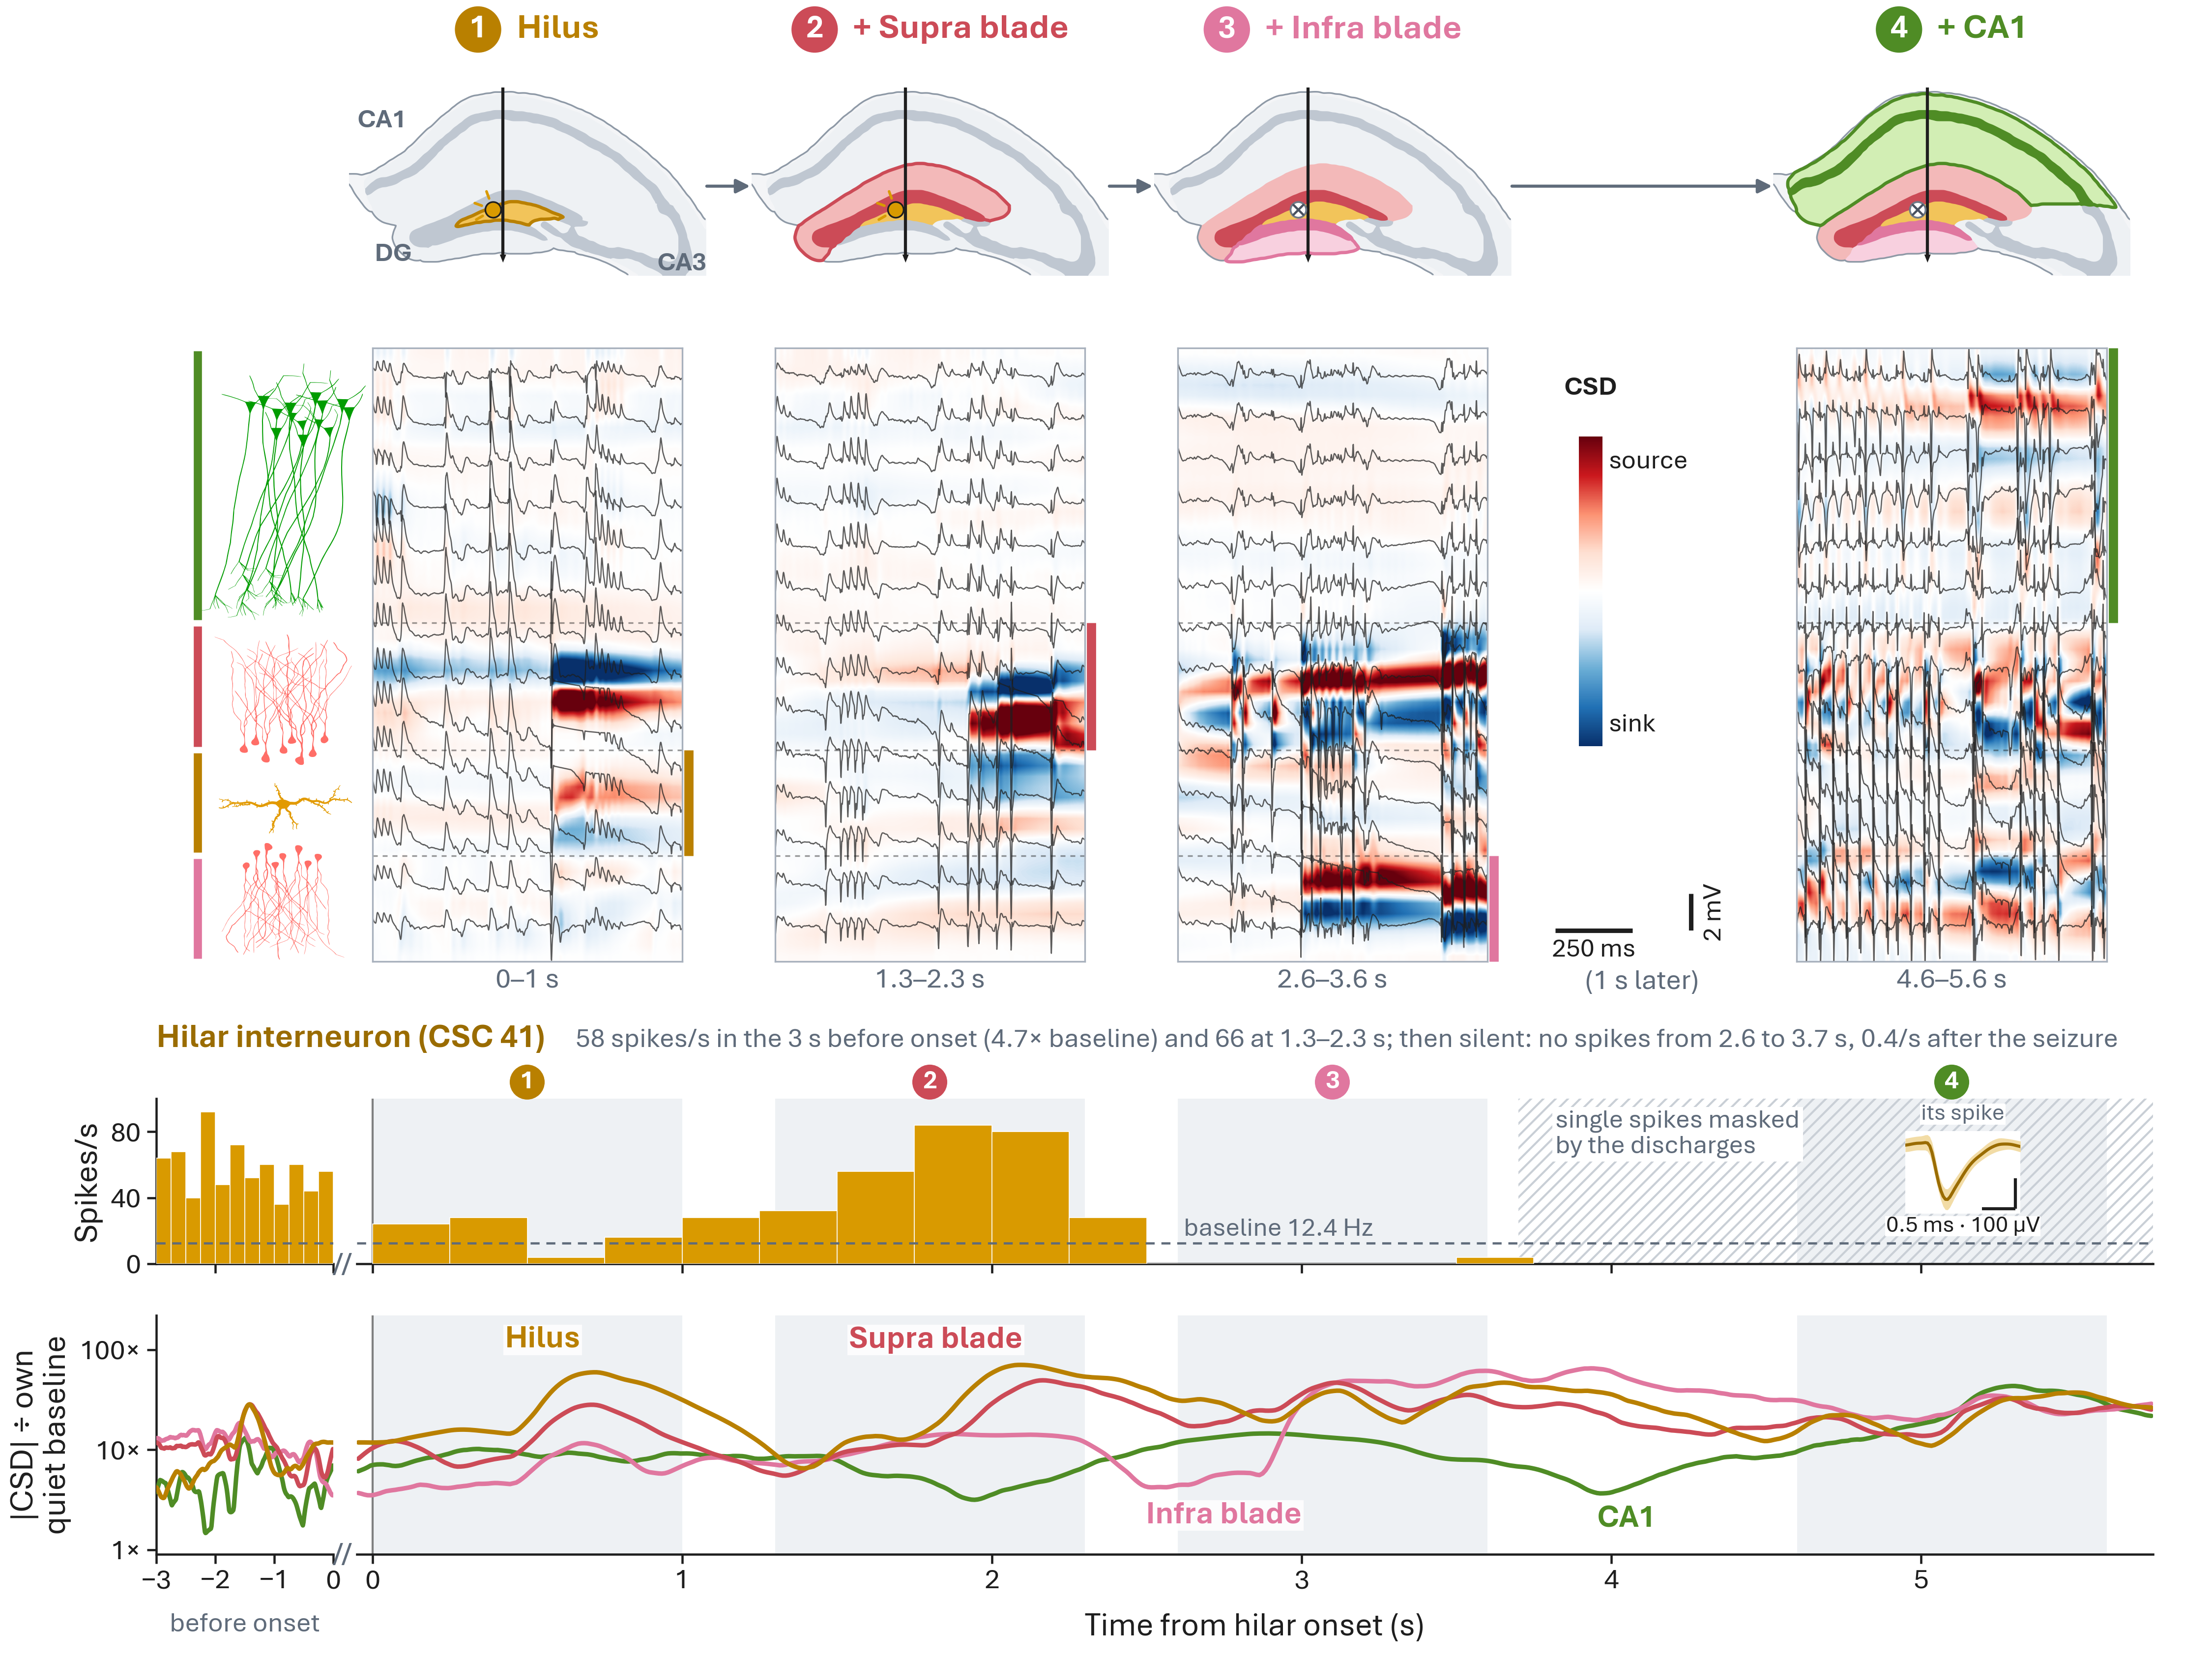 1 Hilus
2 + Supra blade
3 + Infra blade
4 + CA1
CA1
DG
CA3
CSD
source
sink
2 mV
250 ms
0–1 s
1.3–2.3 s
2.6–3.6 s
(1 s later)
4.6–5.6 s
Hilar interneuron (CSC 41) 58 spikes/s in the 3 s before onset (4.7× baseline) and 66 at 1.3–2.3 s; then silent: no spikes from 2.6 to 3.7 s, 0.4/s after the seizure
1 2 3 4
Spikes/s
80
40
0
single spikes masked
by the discharges
its spike
0.5 ms · 100 µV
baseline 12.4 Hz
//
|CSD| ÷ own
quiet baseline
100×
10×
1×
Hilus
Supra blade
Infra blade
CA1
//
−3 −2 −1 0 0 1 2 3 4 5
before onset
Time from hilar onset (s)